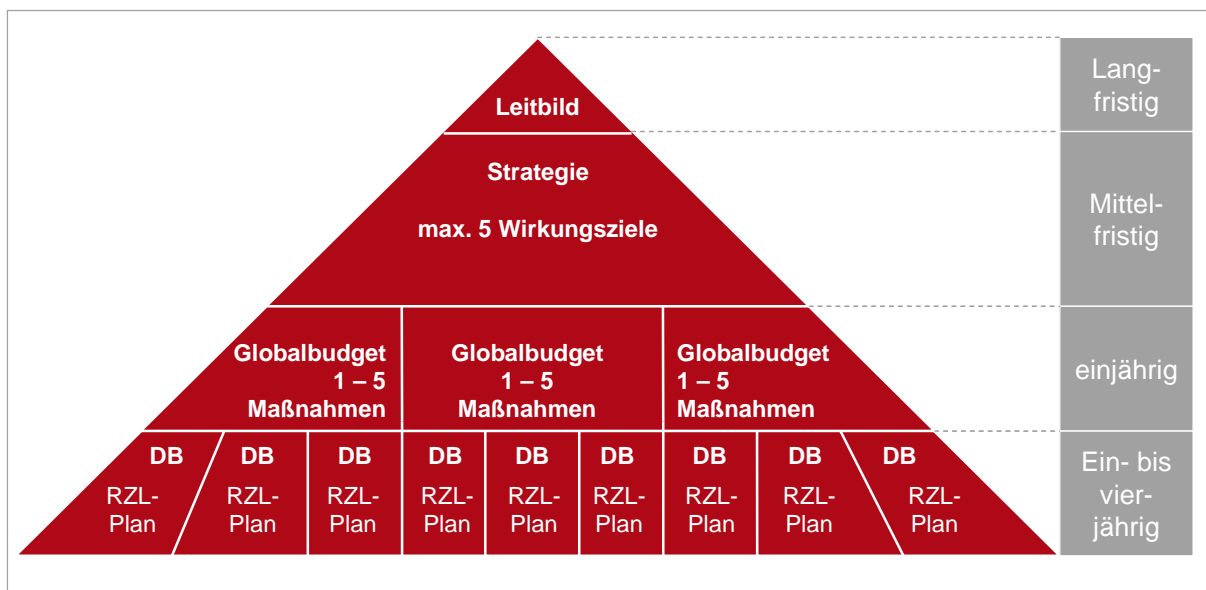 Leitbild
Lang-
fristig
Strategie
max. 5 Wirkungsziele
Mittel-
fristig
Globalbudget
1 – 5
Maßnahmen
Globalbudget
1 – 5
Maßnahmen
Globalbudget
1 – 5
Maßnahmen
einjährig
DB
RZL-
Plan
DB
RZL-
Plan
DB
RZL-
Plan
DB
RZL-
Plan
DB
RZL-
Plan
DB
RZL-
Plan
DB
RZL-
Plan
DB
RZL-
Plan
DB
RZL-
Plan
Ein- bis
vier-
jährig